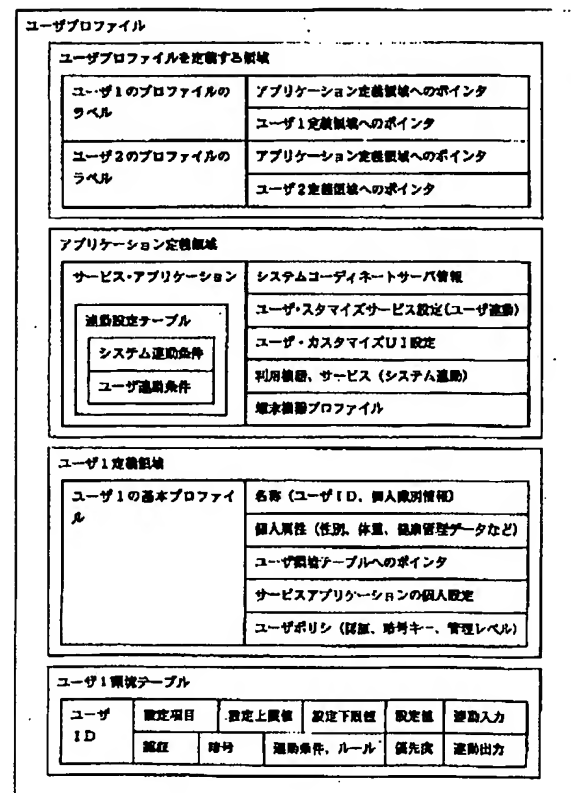 ユーザプロファイル
ユーザプロファイルを定義する領域
ユーザ1のプロファイルの
ラベル
アプリケーション定義領域へのポインタ
ユーザ1定義領域へのポインタ
ユーザ2のプロファイルの
ラベル
アプリケーション定義領域へのポインタ
ユーザ2定義領域へのポインタ
アプリケーション定義領域
サービス・アプリケーション
連動設定テーブル
システム連動条件
ユーザ連動条件
システムコーディネートサーバ情報
ユーザ・スタマイズサービス設定(ユーザ連動)
ユーザ・カスタマイズUI設定
利用機器、サービス(システム連動)
端末機器プロファイル
ユーザ1定義領域
ユーザ1の基本プロファイ
ル
名称(ユーザID、個人識別情報)
個人属性(性別、体重、健康管理データなど)
ユーザ環境テーブルへのポインタ
サービスアプリケーションの個人設定
ユーザポリシ(認証、暗号キー、管理レベル)
ユーザ1環境テーブル
ユーザ
ID
設定項目 設定上限値 設定下限値 設定値 連動入力
認証 暗号 連動条件、ルール 優先度 連動出力